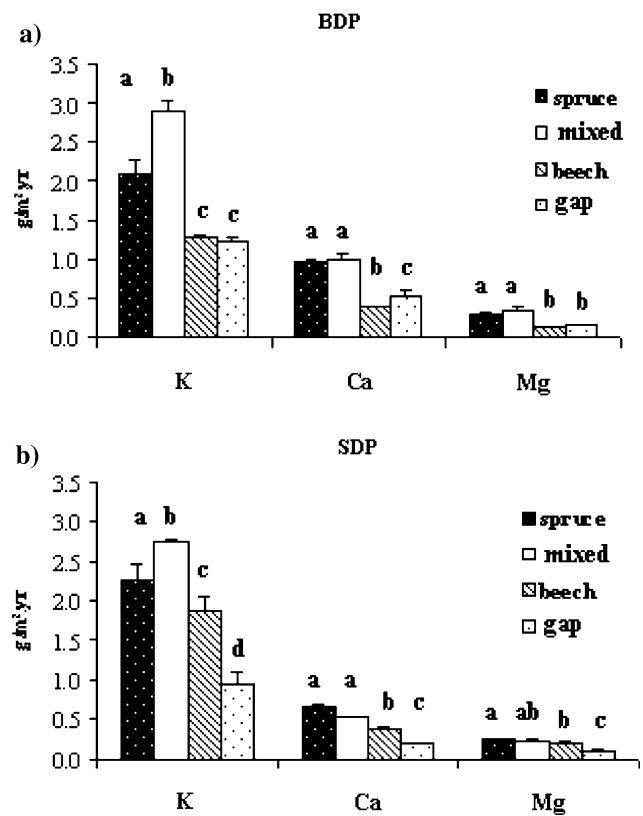 a)
BDP
3.5
3.0
2.5
2.0
1.5
1.0
0.5
0.0
g/m²yr
a b c c
a a b c
a a b b
spruce
mixed
beech
gap
K Ca Mg
b)
SDP
3.5
3.0
2.5
2.0
1.5
1.0
0.5
0.0
g/m²yr
a b c d
a a b c
a ab b c
spruce
mixed
beech
gap
K Ca Mg